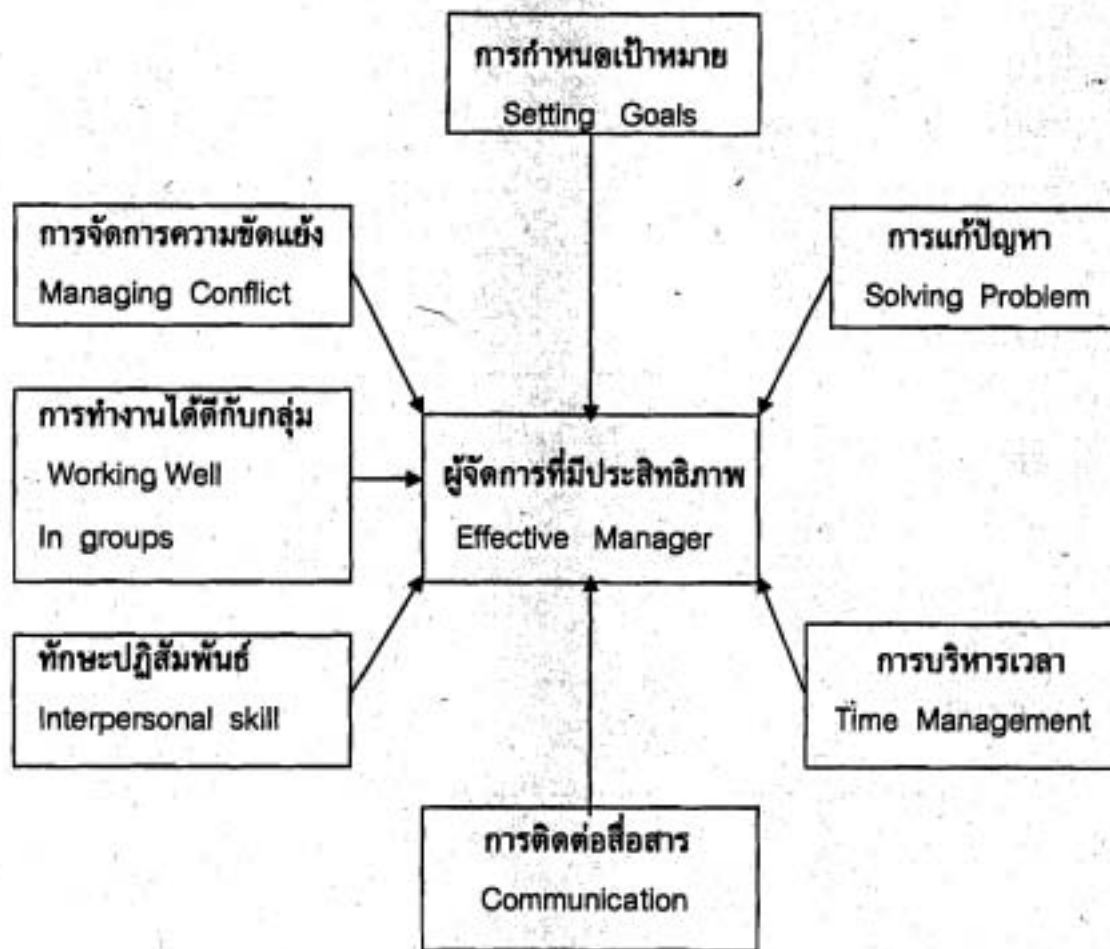 การกำหนดเป้าหมาย
Setting Goals
การจัดการความขัดแย้ง
Managing Conflict
การแก้ปัญหา
Solving Problem
การทำงานได้ดีกับกลุ่ม
Working Well
In groups
ผู้จัดการที่มีประสิทธิภาพ
Effective Manager
ทักษะปฏิสัมพันธ์
Interpersonal skill
การบริหารเวลา
Time Management
การติดต่อสื่อสาร
Communication